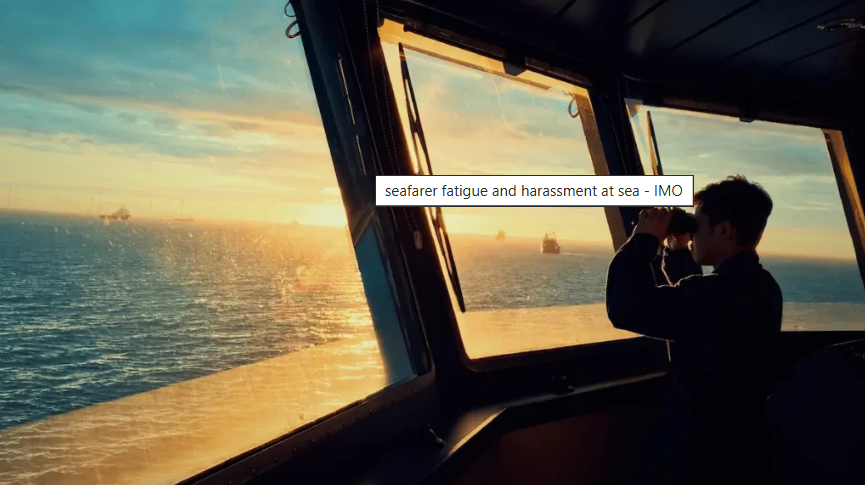 seafarer fatigue and harassment at sea - IMO